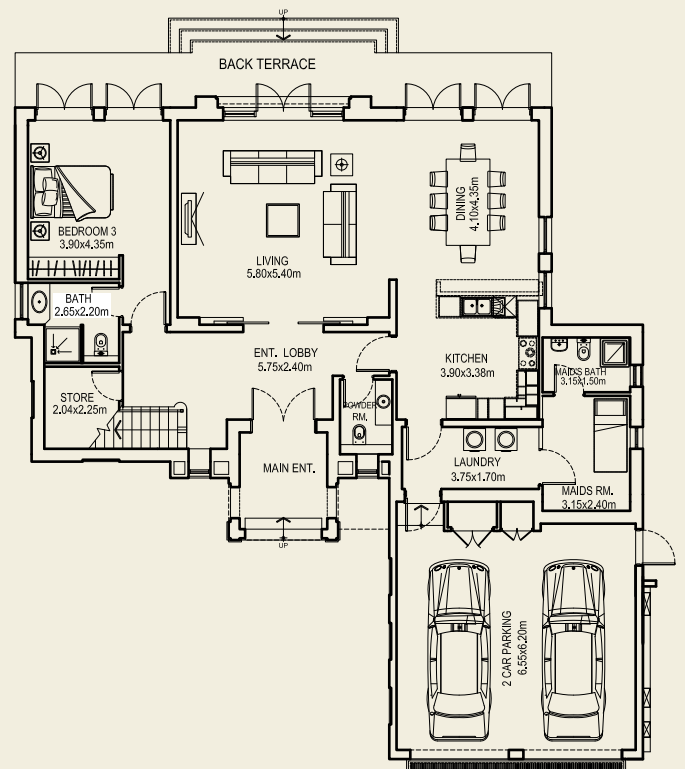 UP
BACK TERRACE
BEDROOM 3
3.90x4.35m
LIVING
5.80x5.40m
DINING
4.10x4.35m
BATH
2.65x2.20m
ENT. LOBBY
5.75x2.40m
KITCHEN
3.90x3.38m
MAID'S BATH
3.15x1.50m
STORE
2.04x2.25m
POWDER
RM.
MAIN ENT.
LAUNDRY
3.75x1.70m
MAIDS RM.
3.15x2.40m
UP
2 CAR PARKING
6.55x6.20m